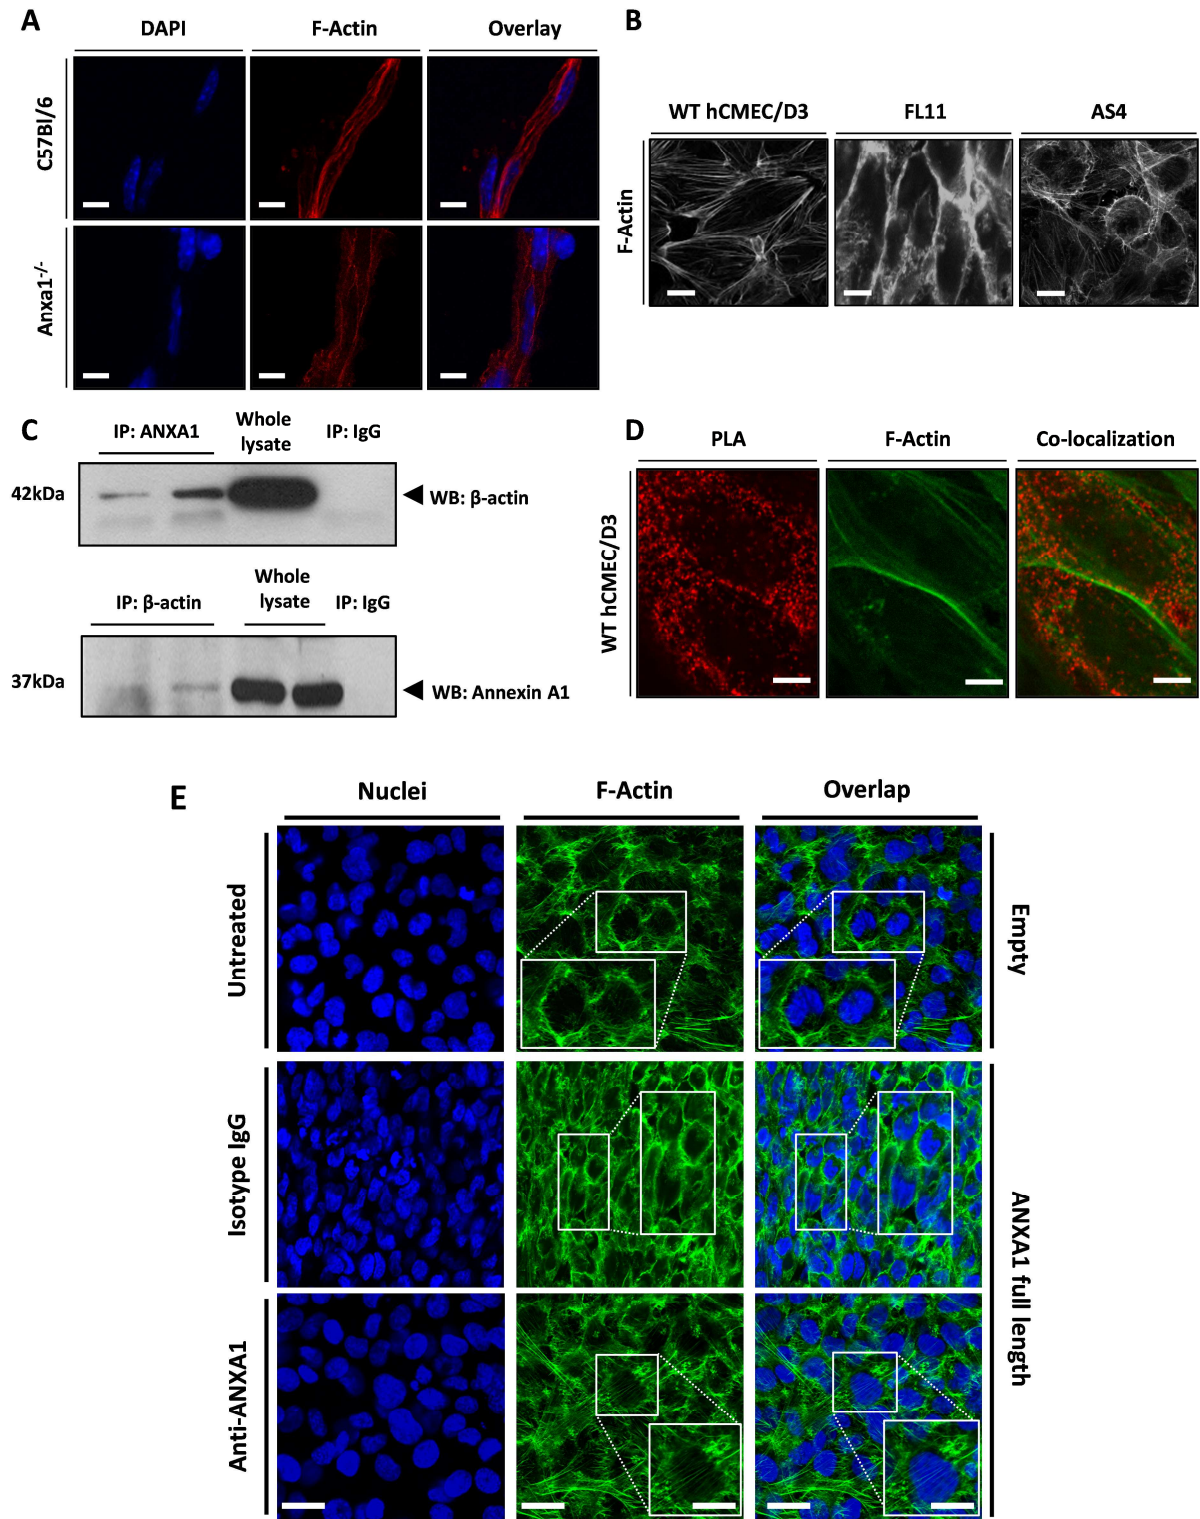 A
DAPI
F-Actin
Overlay
C57Bl/6
Anxa1-/-
B
WT hCMEC/D3
FL11
AS4
F-Actin
C
IP: ANXA1
Whole
lysate
IP: IgG
42kDa
WB: β-actin
IP: β-actin
Whole
lysate
IP: IgG
37kDa
WB: Annexin A1
D
PLA
F-Actin
Co-localization
WT hCMEC/D3
E
Nuclei
F-Actin
Overlap
Untreated
Empty
Isotype IgG
Anti-ANXA1
ANXA1 full length